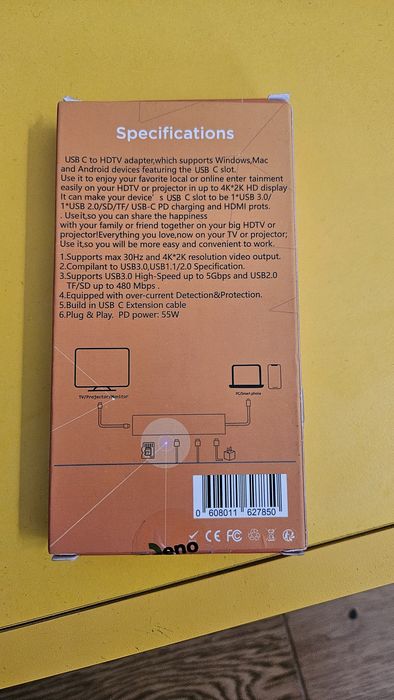 Specifications
USB C to HDTV adapter,which supports Windows,Mac
and Android devices featuring the USB C slot.
Use it to enjoy your favorite local or online enter tainment
easily on your HDTV or projector in up to 4K*2K HD display
It can make your device' s USB C slot to be 1*USB 3.0/
1*USB 2.0/SD/TF/ USB-C PD charging and HDMI prots.
. Use it,so you can share the happiness
with your family or friend together on your big HDTV or
projector!Everything you love,now on your TV or projector;
Use it,so you will be more easy and convenient to work.
1.Supports max 30Hz and 4K*2K resolution video output.
2.Compilant to USB3.0,USB1.1/2.0 Specification.
3.Supports USB3.0 High-Speed up to 5Gbps and USB2.0
TF/SD up to 480 Mbps .
4.Equipped with over-current Detection&Protection.
5.Build in USB C Extension cable
6.Plug & Play. PD power: 55W
TV/Projector/Monitor
PC/Smart phone
0 608011 627850
CE FC